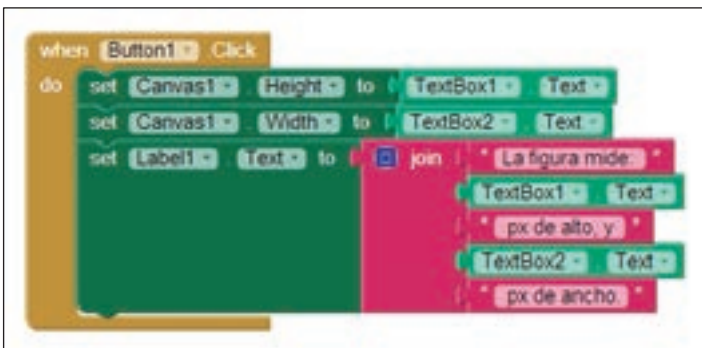 when Button1 Click
do set Canvas1 . Height to TextBox1 . Text
set Canvas1 . Width to TextBox2 . Text
set Label1 . Text to join " La figura mide: "
TextBox1 . Text
" px de alto, y "
TextBox2 . Text
" px de ancho. "